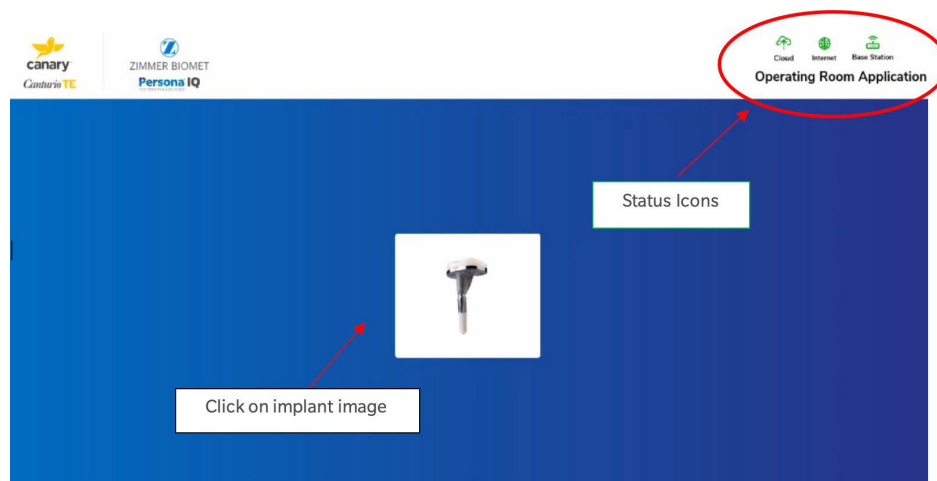 canary
Canturio TE
ZIMMER BIOMET
Persona IQ
Cloud
Internet
Base Station
Operating Room Application
Status Icons
Click on implant image